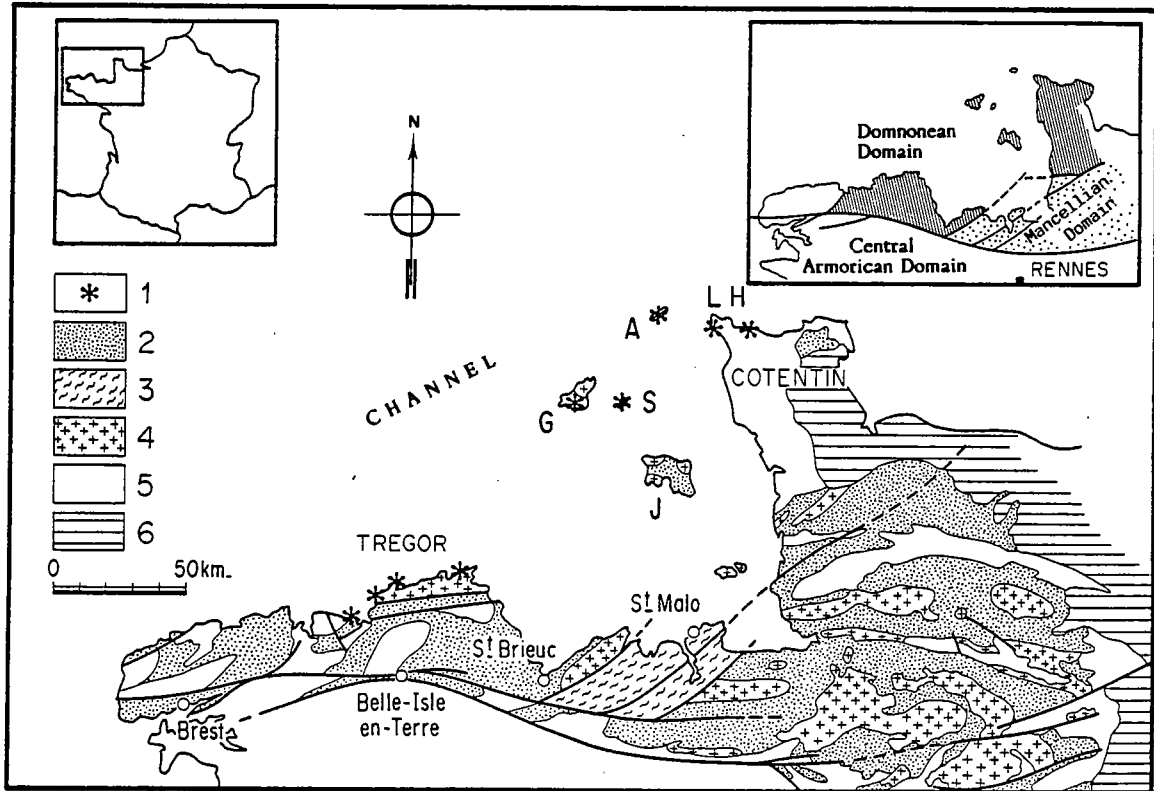 N
Domnonean
Domain
Mancellian
Domain
Central
Armorican Domain
RENNES
1
2
3
4
5
6
0 50km
CHANNEL
A
L H
COTENTIN
G
S
J
TREGOR
St Malo
St Brieuc
Belle-Isle
en-Terre
Brest